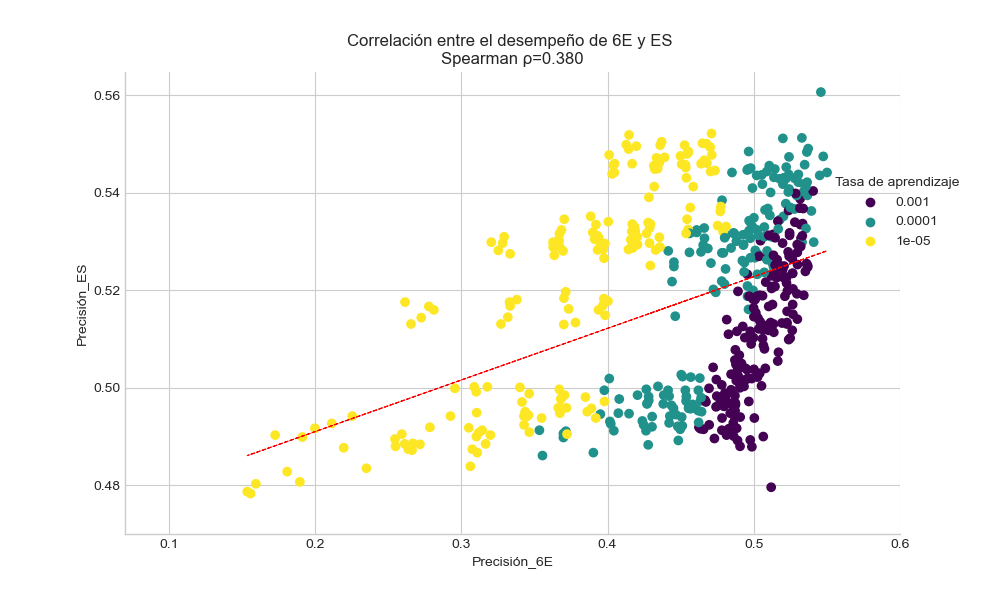 Correlación entre el desempeño de 6E y ES
Spearman ρ=0.380
0.56
0.54
0.52
0.50
0.48
Precisión_ES
Tasa de aprendizaje
0.001
0.0001
1e-05
0.1
0.2
0.3
0.4
0.5
0.6
Precisión_6E